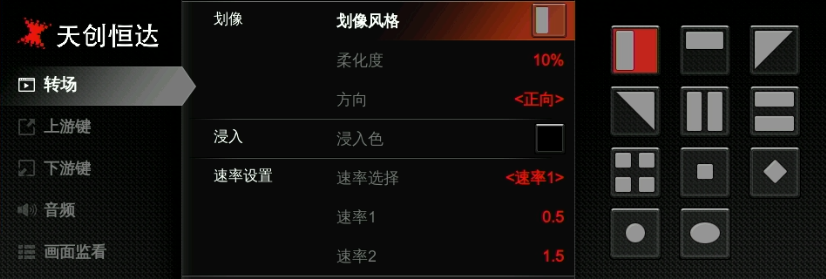 天创恒达
转场
上游键
下游键
音频
画面监看
划像
划像风格
柔化度
10%
方向
<正向>
浸入
浸入色
速率设置
速率选择
<速率1>
速率1
0.5
速率2
1.5